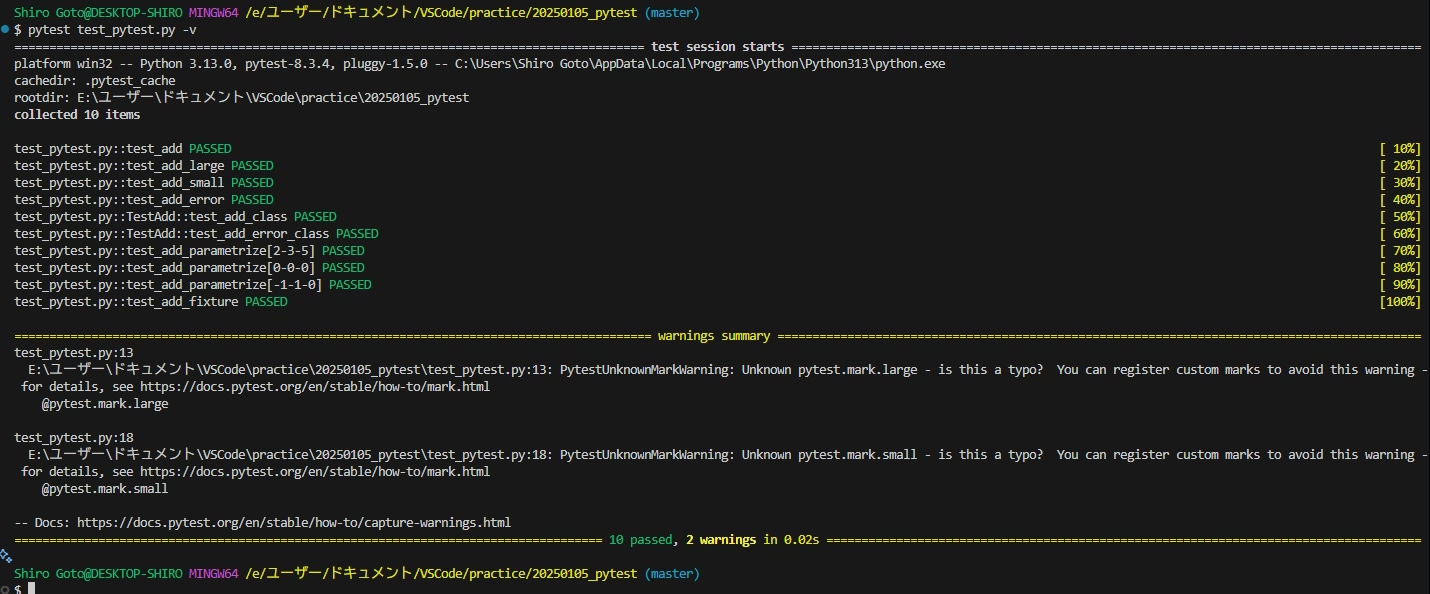 Shiro Goto@DESKTOP-SHIRO MINGW64 /e/ユーザー/ドキュメント/VSCode/practice/20250105_pytest (master)
$ pytest test_pytest.py -v
========================================================================================== test session starts ==========================================================================================
platform win32 -- Python 3.13.0, pytest-8.3.4, pluggy-1.5.0 -- C:\Users\Shiro Goto\AppData\Local\Programs\Python\Python313\python.exe
cachedir: .pytest_cache
rootdir: E:\ユーザー\ドキュメント\VSCode\practice\20250105_pytest
collected 10 items
test_pytest.py::test_add PASSED [ 10%]
test_pytest.py::test_add_large PASSED [ 20%]
test_pytest.py::test_add_small PASSED [ 30%]
test_pytest.py::test_add_error PASSED [ 40%]
test_pytest.py::TestAdd::test_add_class PASSED [ 50%]
test_pytest.py::TestAdd::test_add_error_class PASSED [ 60%]
test_pytest.py::test_add_parametrize[2-3-5] PASSED [ 70%]
test_pytest.py::test_add_parametrize[0-0-0] PASSED [ 80%]
test_pytest.py::test_add_parametrize[-1-1-0] PASSED [ 90%]
test_pytest.py::test_add_fixture PASSED [100%]
=========================================================================================== warnings summary ============================================================================================
test_pytest.py:13
E:\ユーザー\ドキュメント\VSCode\practice\20250105_pytest\test_pytest.py:13: PytestUnknownMarkWarning: Unknown pytest.mark.large - is this a typo?  You can register custom marks to avoid this warning -
for details, see https://docs.pytest.org/en/stable/how-to/mark.html
@pytest.mark.large
test_pytest.py:18
E:\ユーザー\ドキュメント\VSCode\practice\20250105_pytest\test_pytest.py:18: PytestUnknownMarkWarning: Unknown pytest.mark.small - is this a typo?  You can register custom marks to avoid this warning -
for details, see https://docs.pytest.org/en/stable/how-to/mark.html
@pytest.mark.small
-- Docs: https://docs.pytest.org/en/stable/how-to/capture-warnings.html
==================================================================================== 10 passed, 2 warnings in 0.02s =====================================================================================
Shiro Goto@DESKTOP-SHIRO MINGW64 /e/ユーザー/ドキュメント/VSCode/practice/20250105_pytest (master)
$